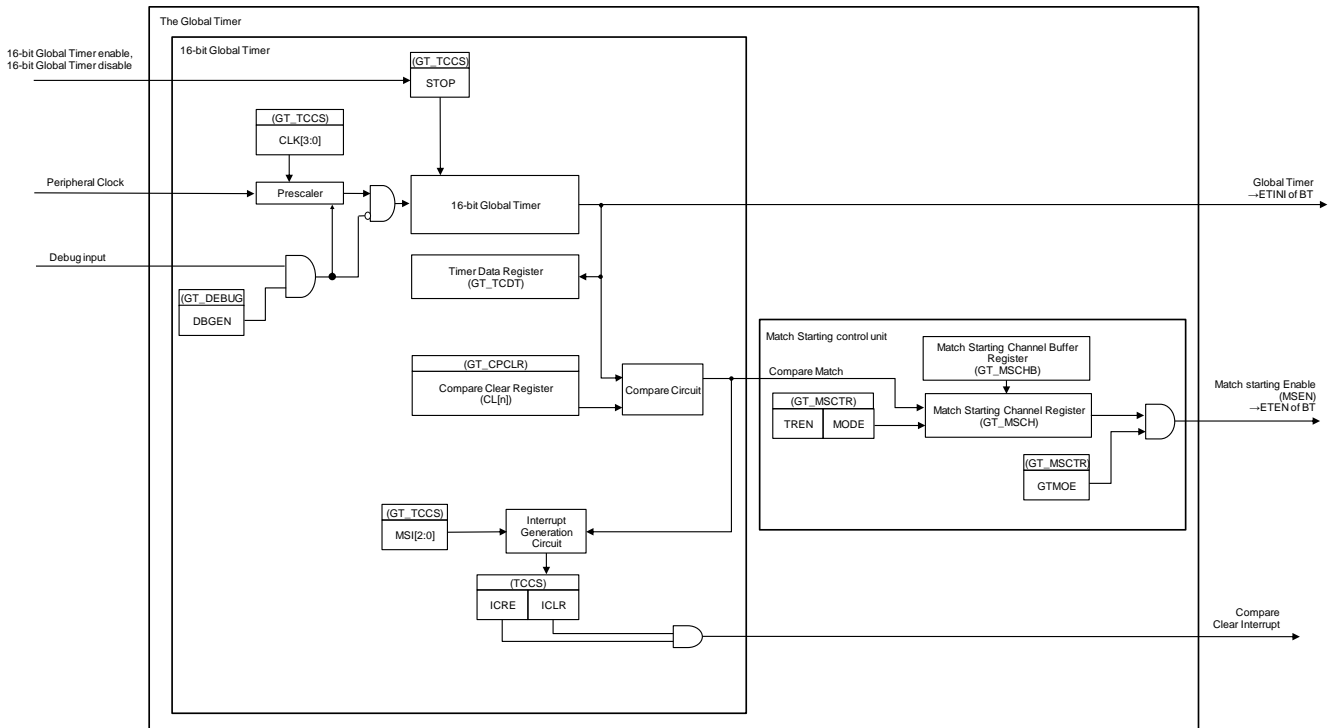 The Global Timer
16-bit Global Timer
16-bit Global Timer enable,
16-bit Global Timer disable
(GT_TCCS)
STOP
(GT_TCCS)
CLK[3:0]
Peripheral Clock
Prescaler
16-bit Global Timer
Global Timer
→ETINI of BT
Debug input
Timer Data Register
(GT_TCDT)
(GT_DEBUG
DBGEN
Match Starting control unit
Match Starting Channel Buffer
Register
(GT_MSCHB)
(GT_CPCLR)
Compare Clear Register
(CL[n])
Compare Circuit
Compare Match
(GT_MSCTR)
TREN
MODE
Match Starting Channel Register
(GT_MSCH)
Match starting Enable
(MSEN)
→ETEN of BT
(GT_MSCTR)
GTMOE
(GT_TCCS)
MSI[2:0]
Interrupt
Generation
Circuit
(TCCS)
ICRE
ICLR
Compare
Clear Interrupt